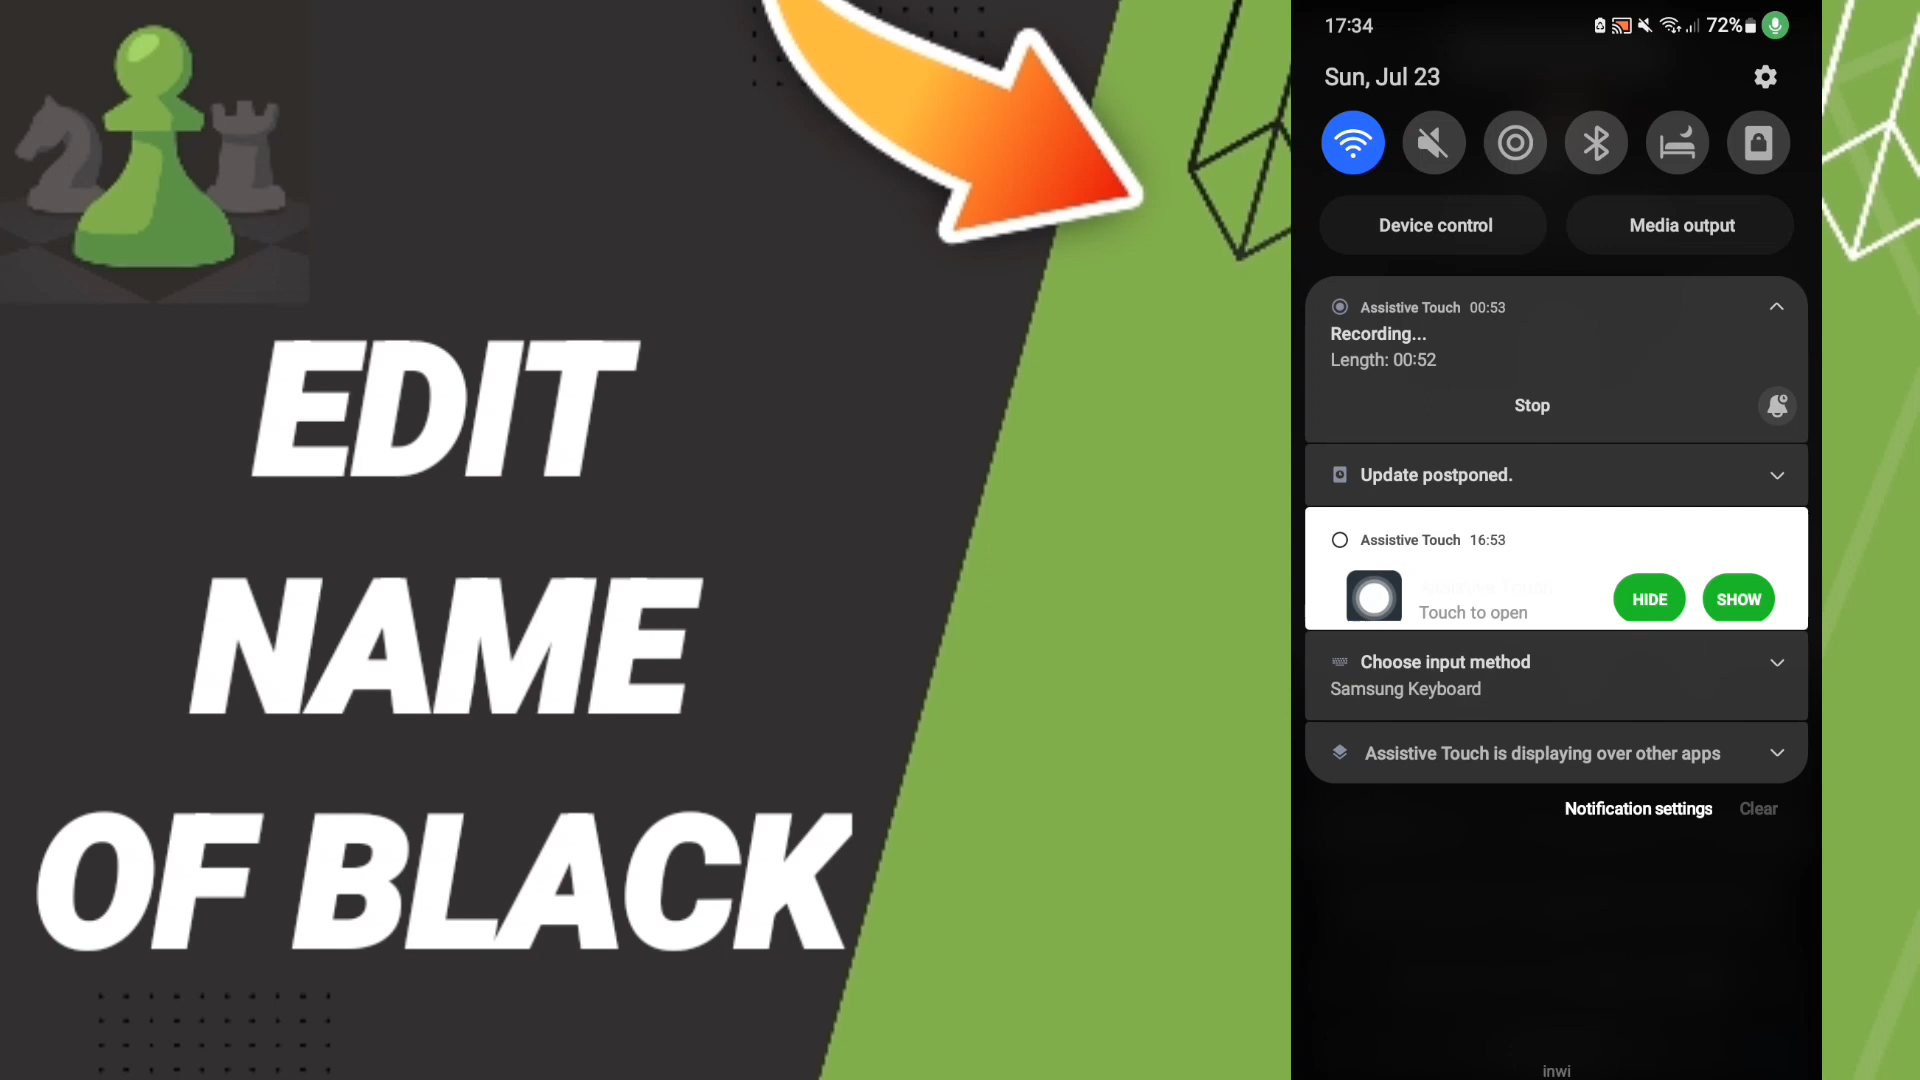 EDIT
NAME
OF BLACK
17:34
72%
Sun, Jul 23
Device control
Media output
Assistive Touch 00:53
Recording...
Length: 00:52
Stop
Update postponed.
Assistive Touch 16:53
Assistive Touch
Touch to open
HIDE
SHOW
Choose input method
Samsung Keyboard
Assistive Touch is displaying over other apps
Notification settings
Clear
inwi